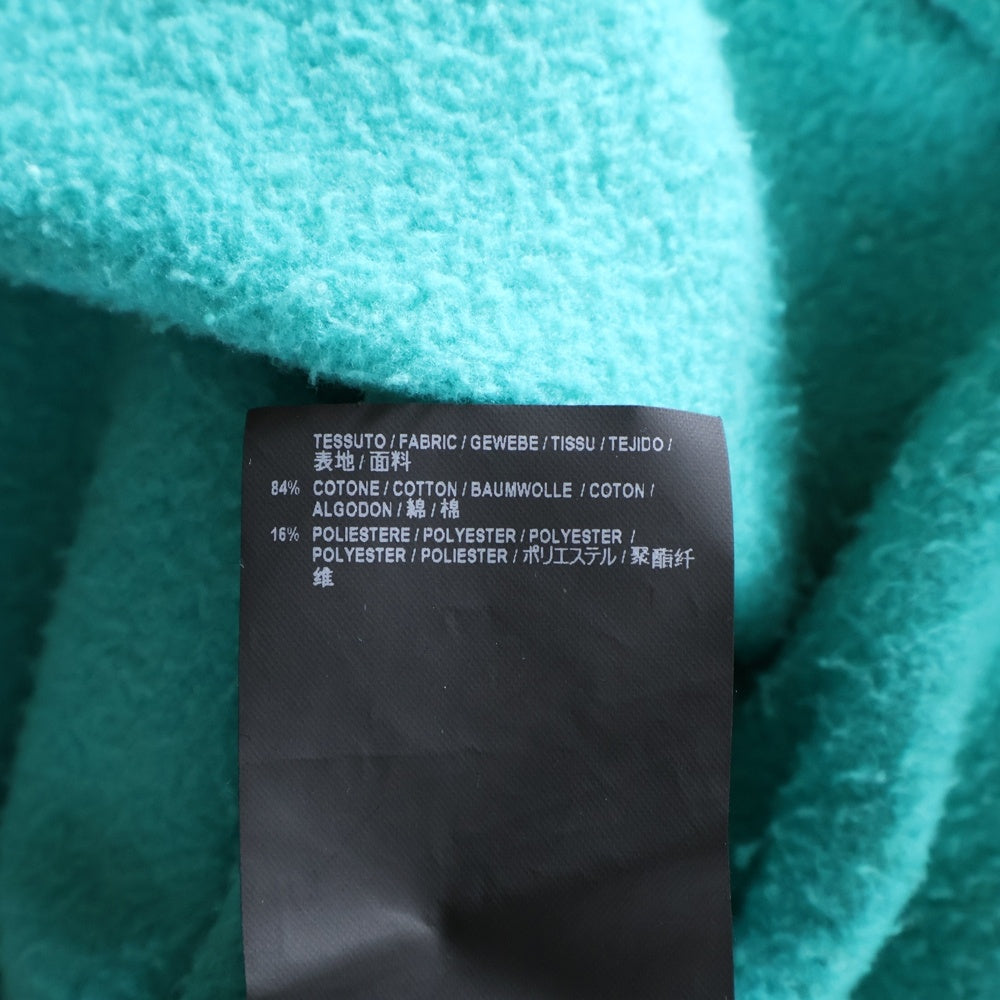 TESSUTO / FABRIC / GEWEBE / TISSU / TEJIDO /
表地 / 面料
84% COTONE / COTTON / BAUMWOLLE / COTON /
ALGODON / 綿 / 棉
16% POLIESTERE / POLYESTER / POLYESTER /
POLYESTER / POLIESTER / ポリエステル / 聚酯纤
维